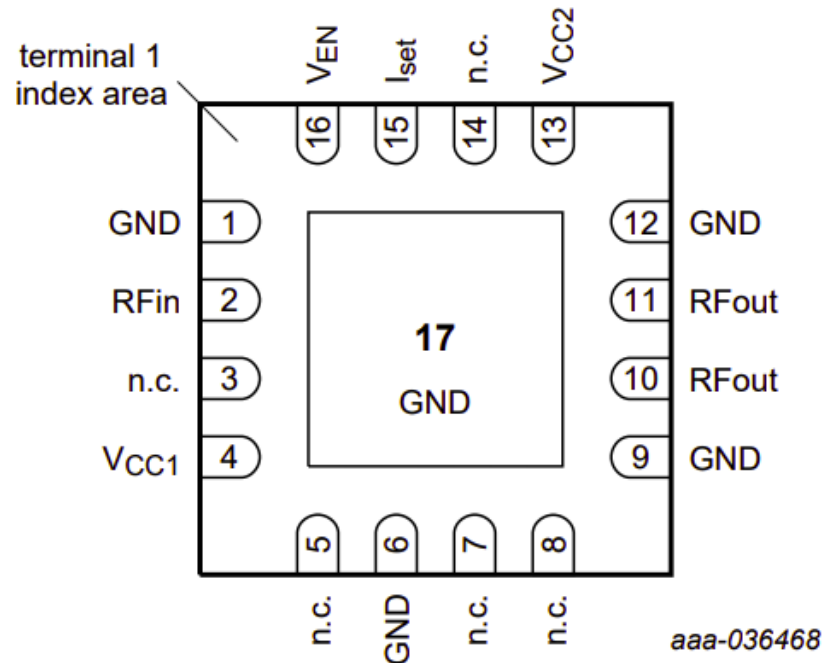 terminal 1
index area
VEN
Iset
n.c.
VCC2
16
15
14
13
GND 1
12 GND
RFin 2
11 RFout
n.c. 3
10 RFout
VCC1 4
9 GND
17
GND
5
6
7
8
n.c.
GND
n.c.
n.c.
aaa-036468